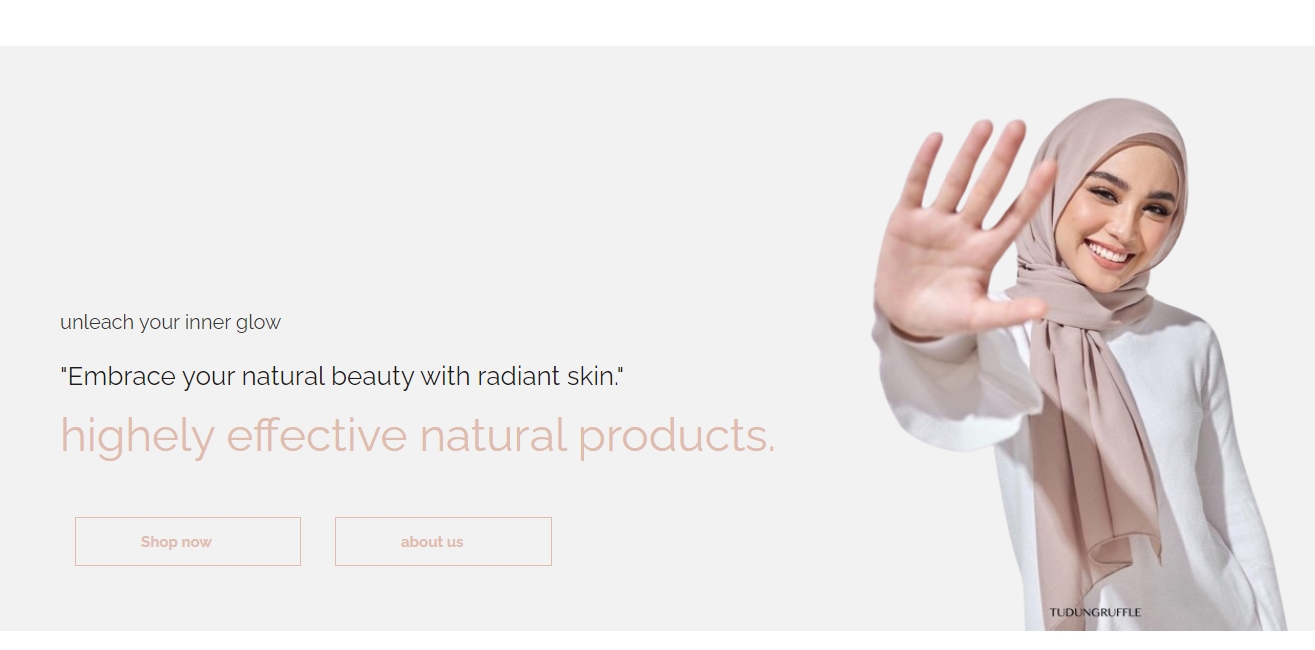 unleach your inner glow
"Embrace your natural beauty with radiant skin."
highely effective natural products.
Shop now
about us
TUDUNGRUFFLE